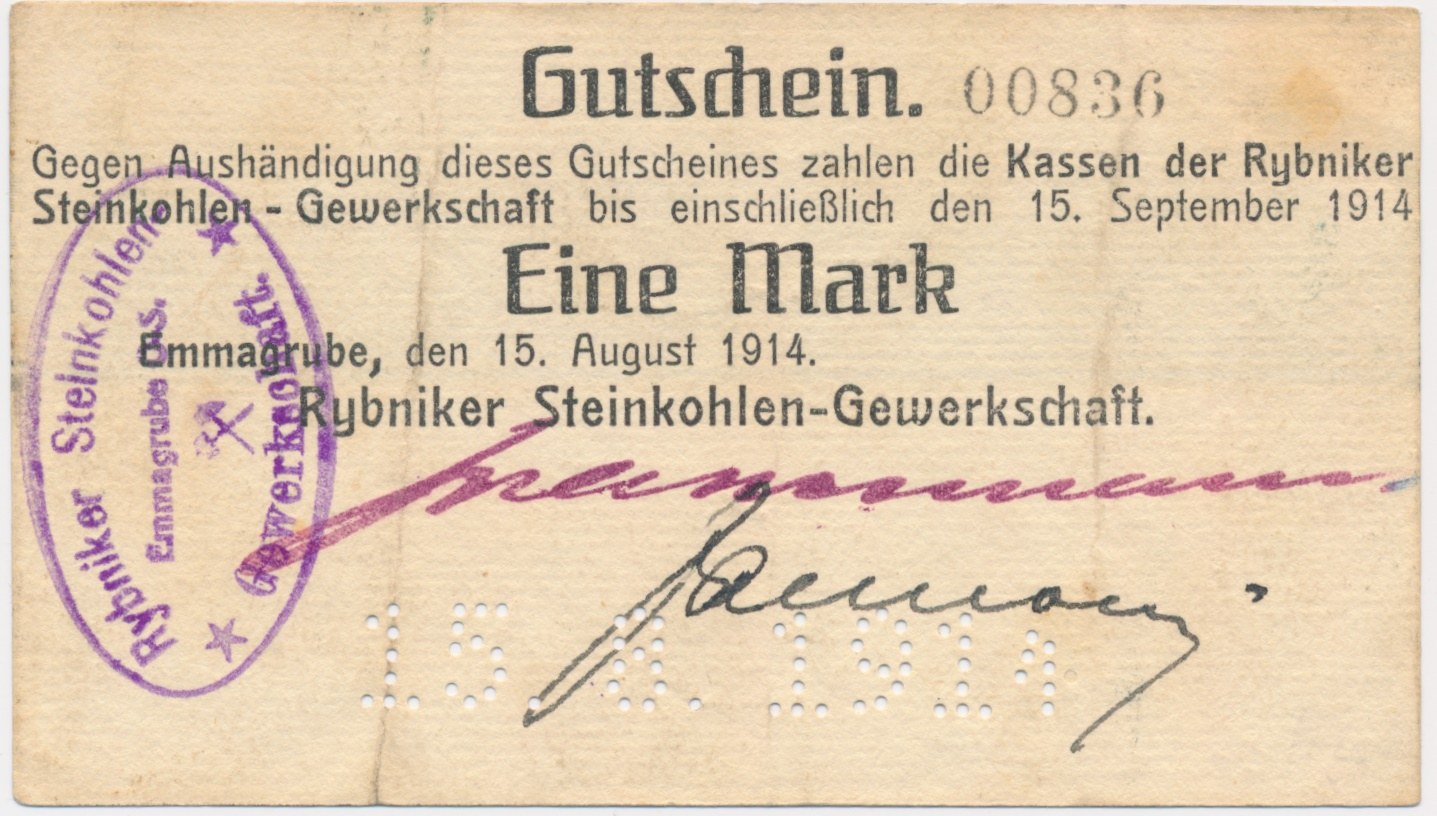 Gutschein. 00836
Gegen Aushändigung dieses Gutscheines zahlen die Kassen der Rybniker
Steinkohlen-Gewerkschaft bis einschließlich den 15. September 1914
Eine Mark
Emmagrube, den 15. August 1914.
Rybniker Steinkohlen-Gewerkschaft.
Rybniker Steinkohlen-
Emmagrube
Gewerkschaft.
15. 8. 1914